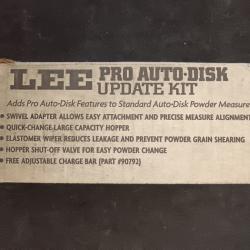 LEE PRO AUTO-DISK
UPDATE KIT
Adds Pro Auto-Disk Features to Standard Auto-Disk Powder Measure
• SWIVEL ADAPTER ALLOWS EASY ATTACHMENT AND PRECISE MEASURE ALIGNMENT
• QUICK-CHANGE LARGE CAPACITY HOPPER
• ELASTOMER WIPER REDUCES LEAKAGE AND PREVENT POWDER GRAIN SHEARING
• HOPPER SHUT-OFF VALVE FOR EASY POWDER CHANGE
• FREE ADJUSTABLE CHARGE BAR (PART #90792)